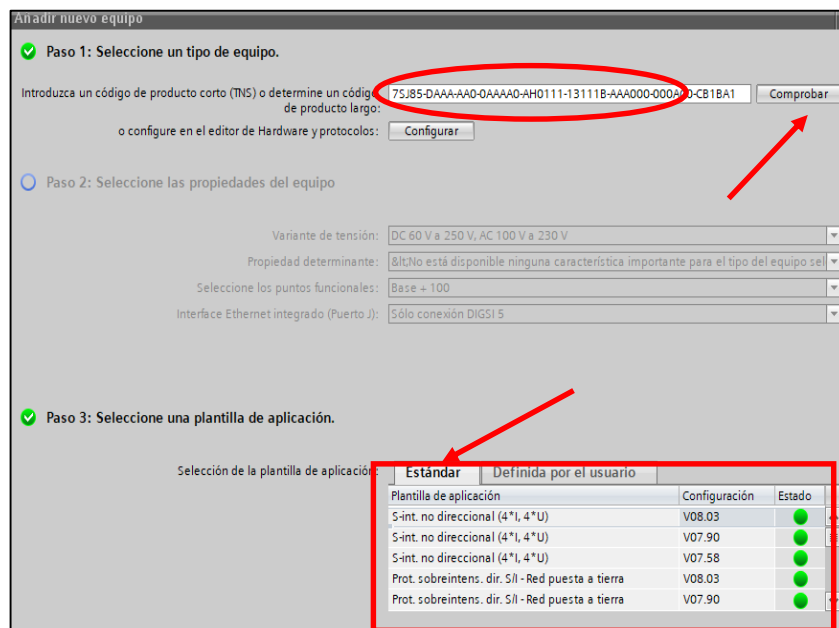 Añadir nuevo equipo
Paso 1: Seleccione un tipo de equipo.
Introduzca un código de producto corto (TNS) o determine un código de producto largo:
7SJ85-DAAA-AA0-0AAAA0-AH0111-13111B-AAA000-000AC0-CB1BA1 Comprobar
o configure en el editor de Hardware y protocolos: Configurar
Paso 2: Seleccione las propiedades del equipo
Variante de tensión: DC 60 V a 250 V, AC 100 V a 230 V
Propiedad determinante: &lt;No está disponible ninguna característica importante para el tipo del equipo sel
Seleccione los puntos funcionales: Base + 100
Interface Ethernet integrado (Puerto J): Sólo conexión DIGSI 5
Paso 3: Seleccione una plantilla de aplicación.
Selección de la plantilla de aplicación: Estándar Definida por el usuario
Plantilla de aplicación Configuración Estado
S-int. no direccional (4*I, 4*U) V08.03
S-int. no direccional (4*I, 4*U) V07.90
S-int. no direccional (4*I, 4*U) V07.58
Prot. sobreintens. dir. S/I - Red puesta a tierra V08.03
Prot. sobreintens. dir. S/I - Red puesta a tierra V07.90